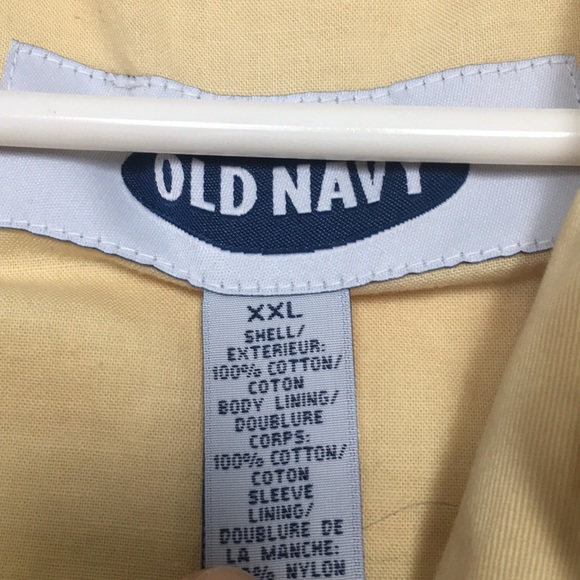 OLD NAVY
XXL
SHELL/
EXTERIEUR:
100% COTTON/
COTON
BODY LINING/
DOUBLURE
CORPS:
100% COTTON/
COTON
SLEEVE
LINING/
DOUBLURE DE
LA MANCHE:
% NYLON